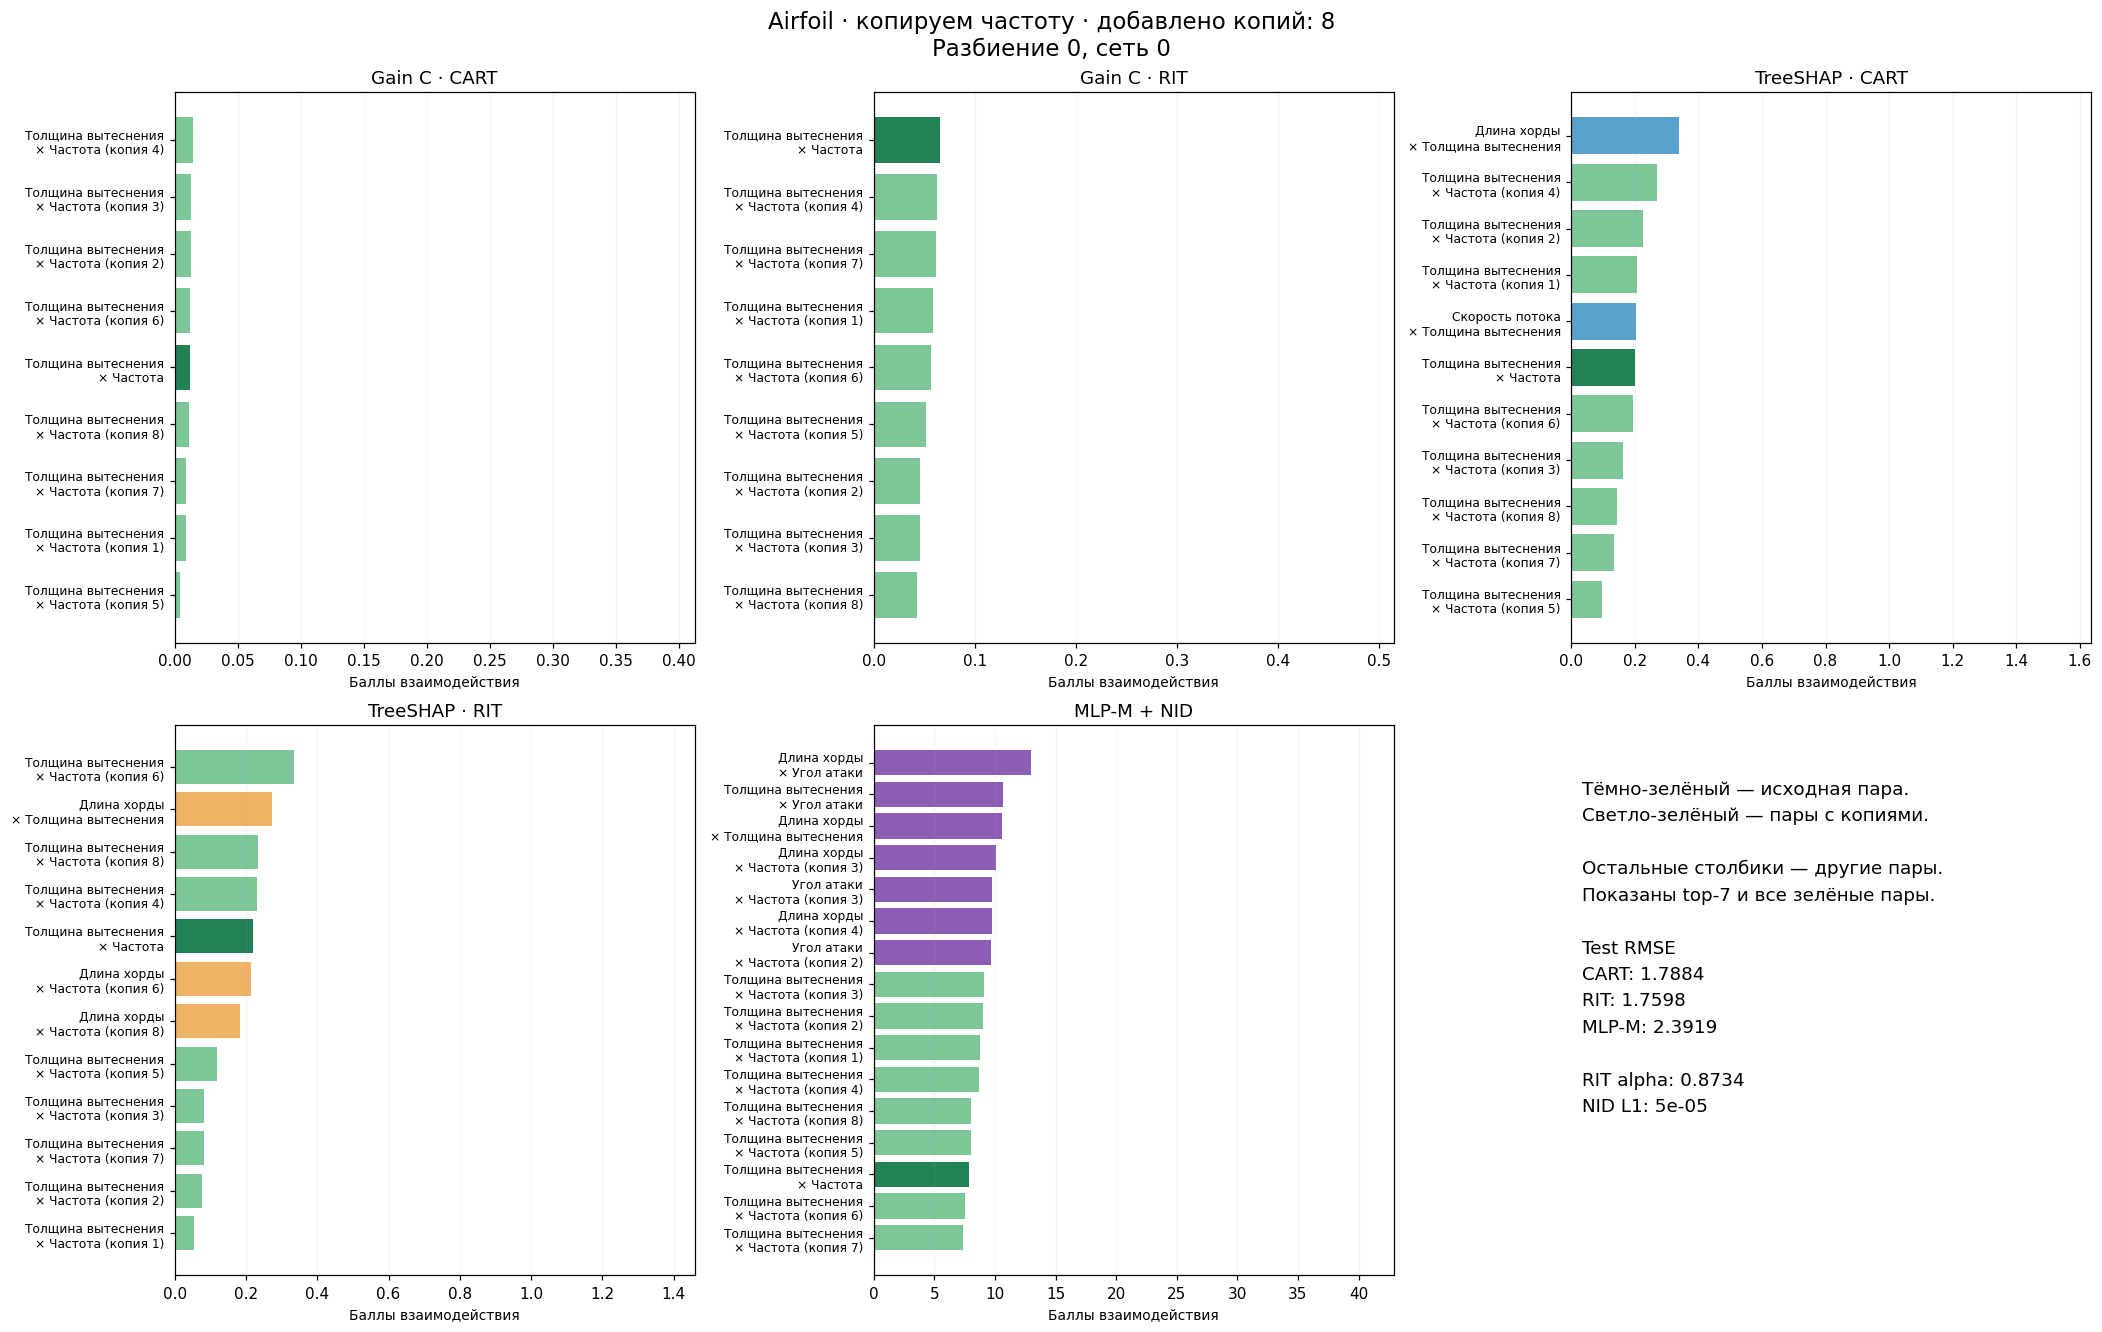 Airfoil · копируем частоту · добавлено копий: 8
Разбиение 0, сеть 0
Gain C · CART
Толщина вытеснения
× Частота (копия 4)
Толщина вытеснения
× Частота (копия 3)
Толщина вытеснения
× Частота (копия 2)
Толщина вытеснения
× Частота (копия 6)
Толщина вытеснения
× Частота
Толщина вытеснения
× Частота (копия 8)
Толщина вытеснения
× Частота (копия 7)
Толщина вытеснения
× Частота (копия 1)
Толщина вытеснения
× Частота (копия 5)
0.00 0.05 0.10 0.15 0.20 0.25 0.30 0.35 0.40
Баллы взаимодействия
Gain C · RIT
Толщина вытеснения
× Частота
Толщина вытеснения
× Частота (копия 4)
Толщина вытеснения
× Частота (копия 7)
Толщина вытеснения
× Частота (копия 1)
Толщина вытеснения
× Частота (копия 6)
Толщина вытеснения
× Частота (копия 5)
Толщина вытеснения
× Частота (копия 2)
Толщина вытеснения
× Частота (копия 3)
Толщина вытеснения
× Частота (копия 8)
0.0 0.1 0.2 0.3 0.4 0.5
Баллы взаимодействия
TreeSHAP · CART
Длина хорды
× Толщина вытеснения
Толщина вытеснения
× Частота (копия 4)
Толщина вытеснения
× Частота (копия 2)
Толщина вытеснения
× Частота (копия 1)
Скорость потока
× Толщина вытеснения
Толщина вытеснения
× Частота
Толщина вытеснения
× Частота (копия 6)
Толщина вытеснения
× Частота (копия 3)
Толщина вытеснения
× Частота (копия 8)
Толщина вытеснения
× Частота (копия 7)
Толщина вытеснения
× Частота (копия 5)
0.0 0.2 0.4 0.6 0.8 1.0 1.2 1.4 1.6
Баллы взаимодействия
TreeSHAP · RIT
Толщина вытеснения
× Частота (копия 6)
Длина хорды
× Толщина вытеснения
Толщина вытеснения
× Частота (копия 8)
Толщина вытеснения
× Частота (копия 4)
Толщина вытеснения
× Частота
Длина хорды
× Частота (копия 6)
Длина хорды
× Частота (копия 8)
Толщина вытеснения
× Частота (копия 5)
Толщина вытеснения
× Частота (копия 3)
Толщина вытеснения
× Частота (копия 7)
Толщина вытеснения
× Частота (копия 2)
Толщина вытеснения
× Частота (копия 1)
0.0 0.2 0.4 0.6 0.8 1.0 1.2 1.4
Баллы взаимодействия
MLP-M + NID
Длина хорды
× Угол атаки
Толщина вытеснения
× Угол атаки
Длина хорды
× Толщина вытеснения
Длина хорды
× Частота (копия 3)
Угол атаки
× Частота (копия 3)
Длина хорды
× Частота (копия 4)
Угол атаки
× Частота (копия 2)
Толщина вытеснения
× Частота (копия 3)
Толщина вытеснения
× Частота (копия 2)
Толщина вытеснения
× Частота (копия 1)
Толщина вытеснения
× Частота (копия 4)
Толщина вытеснения
× Частота (копия 8)
Толщина вытеснения
× Частота (копия 5)
Толщина вытеснения
× Частота
Толщина вытеснения
× Частота (копия 6)
Толщина вытеснения
× Частота (копия 7)
0 5 10 15 20 25 30 35 40
Баллы взаимодействия
Тёмно-зелёный — исходная пара.
Светло-зелёный — пары с копиями.
Остальные столбики — другие пары.
Показаны top-7 и все зелёные пары.
Test RMSE
CART: 1.7884
RIT: 1.7598
MLP-M: 2.3919
RIT alpha: 0.8734
NID L1: 5e-05